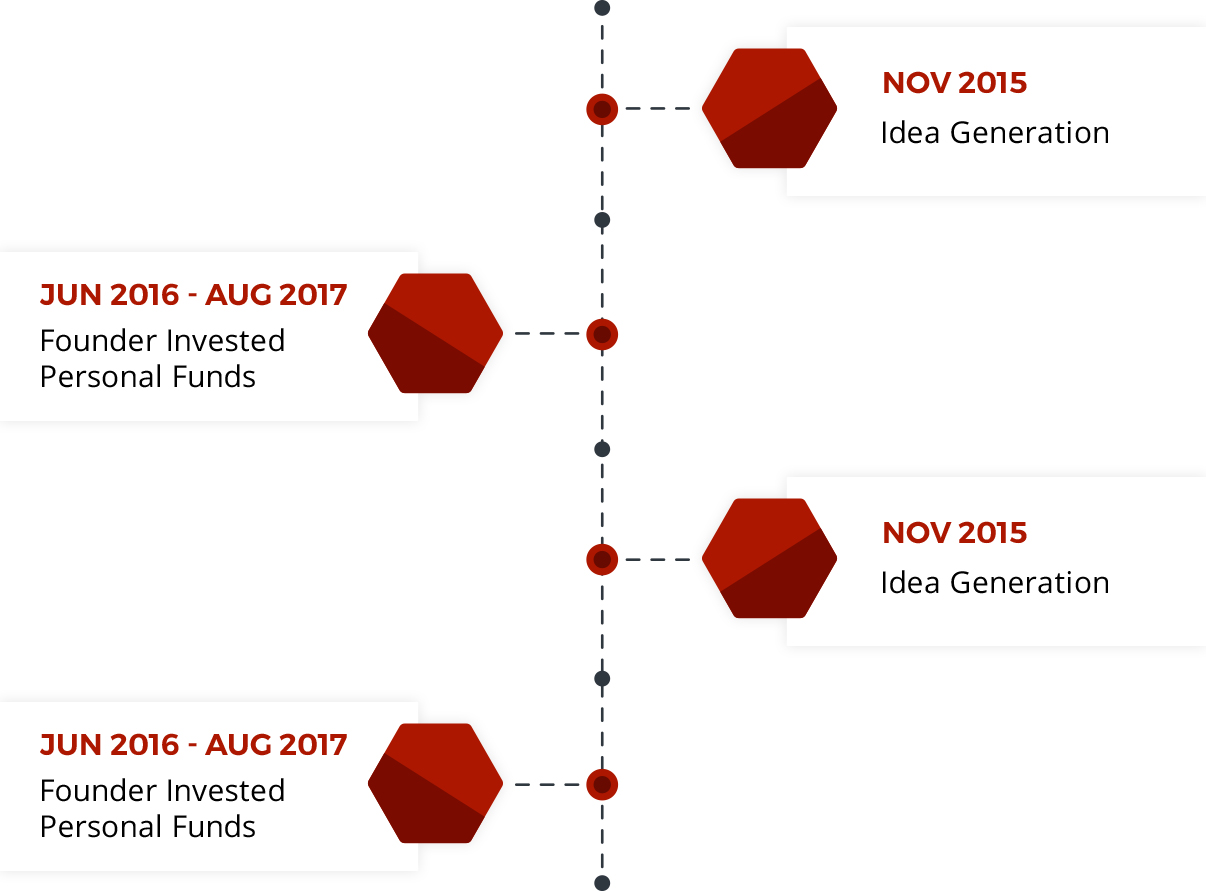 NOV 2015
Idea Generation
JUN 2016 - AUG 2017
Founder Invested
Personal Funds
NOV 2015
Idea Generation
JUN 2016 - AUG 2017
Founder Invested
Personal Funds